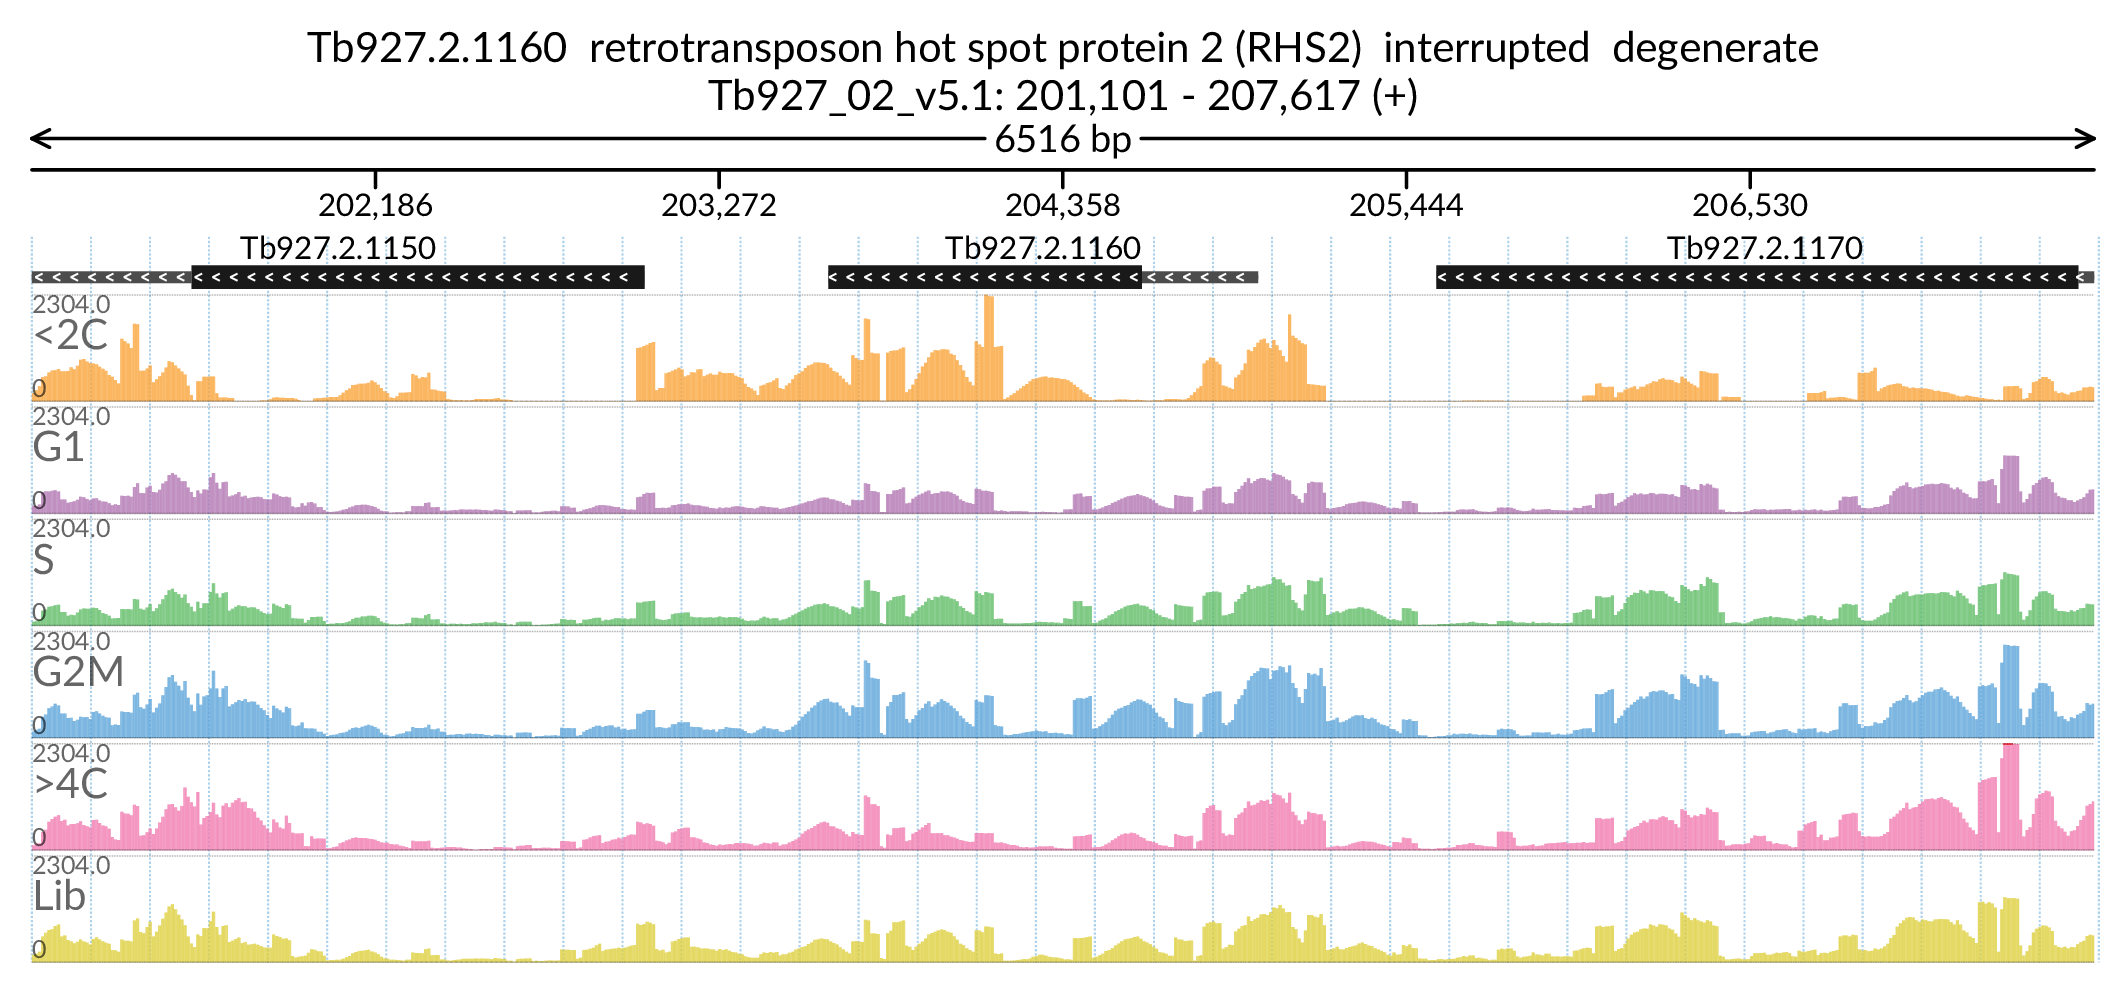 Tb927.2.1160 retrotransposon hot spot protein 2 (RHS2) interrupted degenerate
Tb927_02_v5.1: 201,101 - 207,617 (+)
6516 bp
202,186 203,272 204,358 205,444 206,530
Tb927.2.1150 Tb927.2.1160 Tb927.2.1170
2304.0
<2C
0
2304.0
G1
0
2304.0
S
0
2304.0
G2M
0
2304.0
>4C
0
2304.0
Lib
0